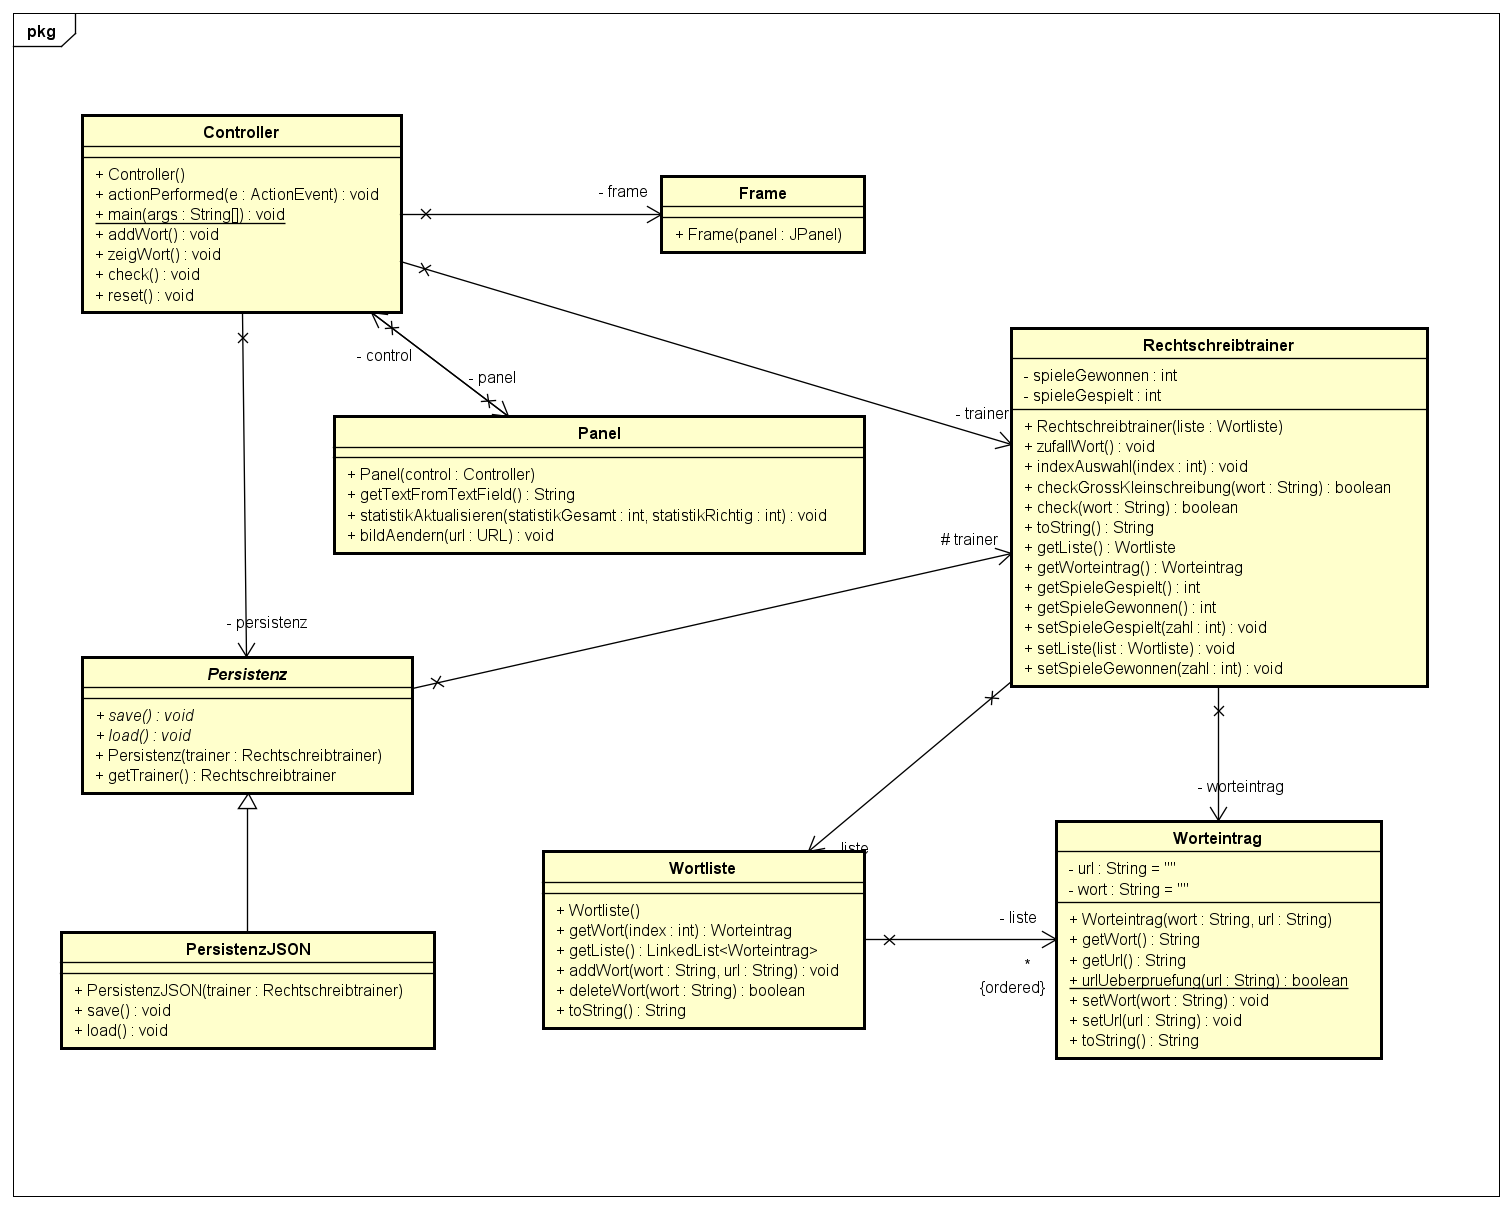 pkg
Controller
+ Controller()
+ actionPerformed(e : ActionEvent) : void
+ main(args : String[]) : void
+ addWort() : void
+ zeigWort() : void
+ check() : void
+ reset() : void
- frame
Frame
+ Frame(panel : JPanel)
- control
- panel
Panel
+ Panel(control : Controller)
+ getTextFromTextField() : String
+ statistikAktualisieren(statistikGesamt : int, statistikRichtig : int) : void
+ bildAendern(url : URL) : void
- trainer
# trainer
Rechtschreibtrainer
- spieleGewonnen : int
- spieleGespielt : int
+ Rechtschreibtrainer(liste : Wortliste)
+ zufallWort() : void
+ indexAuswahl(index : int) : void
+ checkGrossKleinschreibung(wort : String) : boolean
+ check(wort : String) : boolean
+ toString() : String
+ getListe() : Wortliste
+ getWorteintrag() : Worteintrag
+ getSpieleGespielt() : int
+ getSpieleGewonnen() : int
+ setSpieleGespielt(zahl : int) : void
+ setListe(list : Wortliste) : void
+ setSpieleGewonnen(zahl : int) : void
- persistenz
Persistenz
+ save() : void
+ load() : void
+ Persistenz(trainer : Rechtschreibtrainer)
+ getTrainer() : Rechtschreibtrainer
PersistenzJSON
+ PersistenzJSON(trainer : Rechtschreibtrainer)
+ save() : void
+ load() : void
liste
Wortliste
+ Wortliste()
+ getWort(index : int) : Worteintrag
+ getListe() : LinkedList<Worteintrag>
+ addWort(wort : String, url : String) : void
+ deleteWort(wort : String) : boolean
+ toString() : String
- liste
*
{ordered}
- worteintrag
Worteintrag
- url : String = ""
- wort : String = ""
+ Worteintrag(wort : String, url : String)
+ getWort() : String
+ getUrl() : String
+ urlUeberpruefung(url : String) : boolean
+ setWort(wort : String) : void
+ setUrl(url : String) : void
+ toString() : String